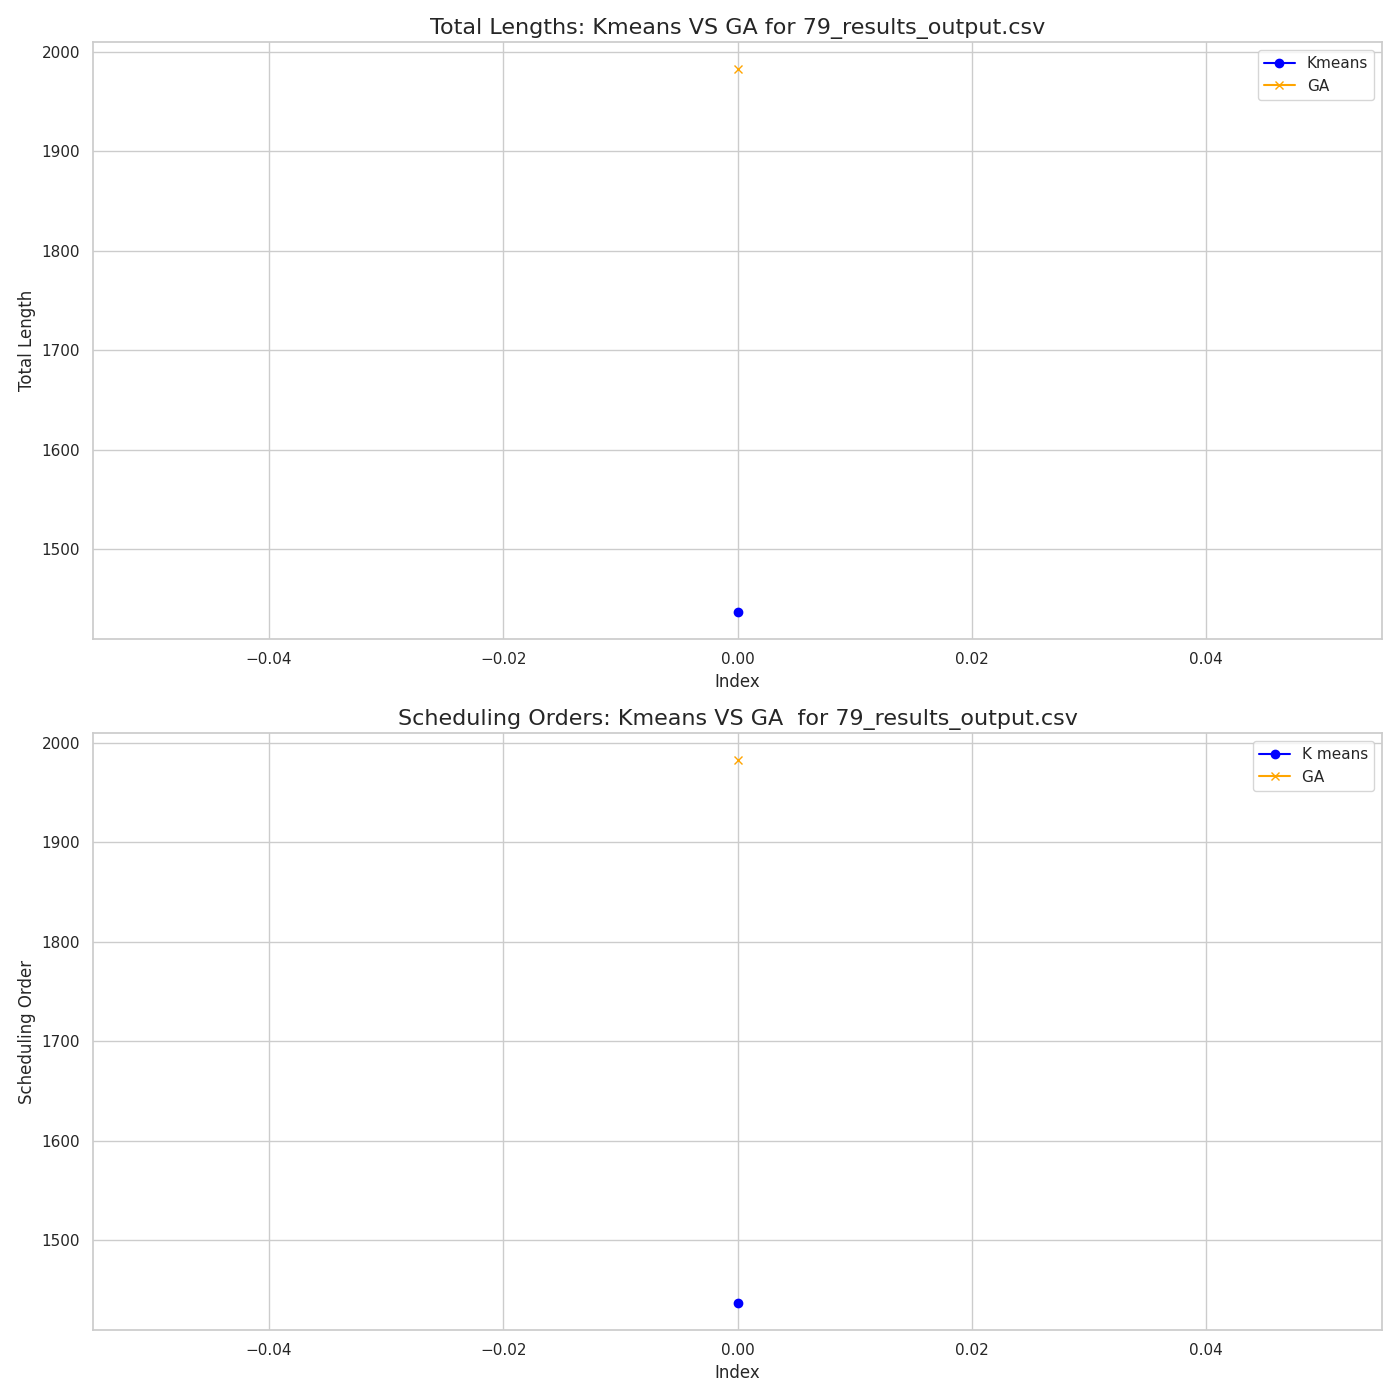 Total Lengths: Kmeans VS GA for 79_results_output.csv
2000
1900
1800
1700
1600
1500
Total Length
Kmeans
GA
−0.04
−0.02
0.00
0.02
0.04
Index
Scheduling Orders: Kmeans VS GA  for 79_results_output.csv
2000
1900
1800
1700
1600
1500
Scheduling Order
K means
GA
−0.04
−0.02
0.00
0.02
0.04
Index